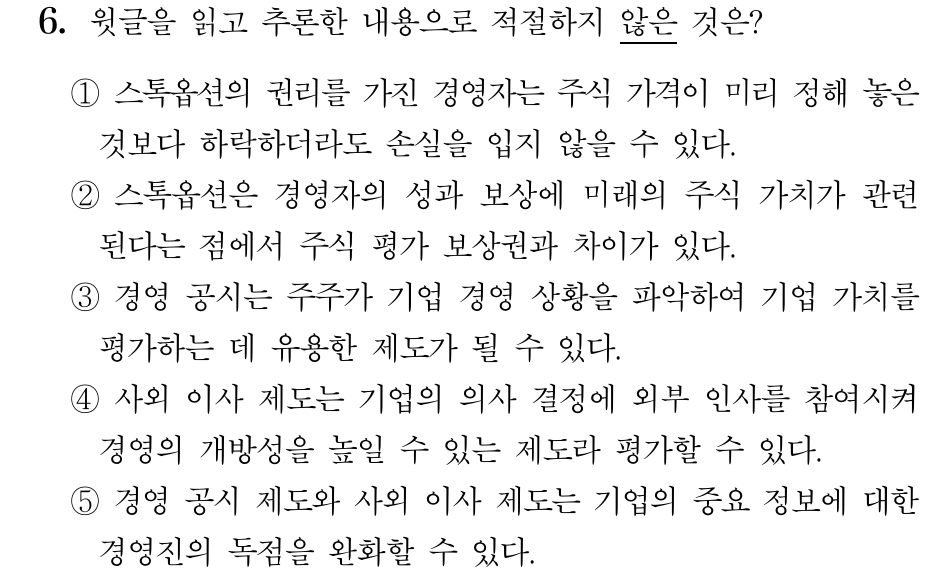 6. 윗글을 읽고 추론한 내용으로 적절하지 않은 것은?
① 스톡옵션의 권리를 가진 경영자는 주식 가격이 미리 정해 놓은
것보다 하락하더라도 손실을 입지 않을 수 있다.
② 스톡옵션은 경영자의 성과 보상에 미래의 주식 가치가 관련
된다는 점에서 주식 평가 보상권과 차이가 있다.
③ 경영 공시는 주주가 기업 경영 상황을 파악하여 기업 가치를
평가하는 데 유용한 제도가 될 수 있다.
④ 사외 이사 제도는 기업의 의사 결정에 외부 인사를 참여시켜
경영의 개방성을 높일 수 있는 제도라 평가할 수 있다.
⑤ 경영 공시 제도와 사외 이사 제도는 기업의 중요 정보에 대한
경영진의 독점을 완화할 수 있다.